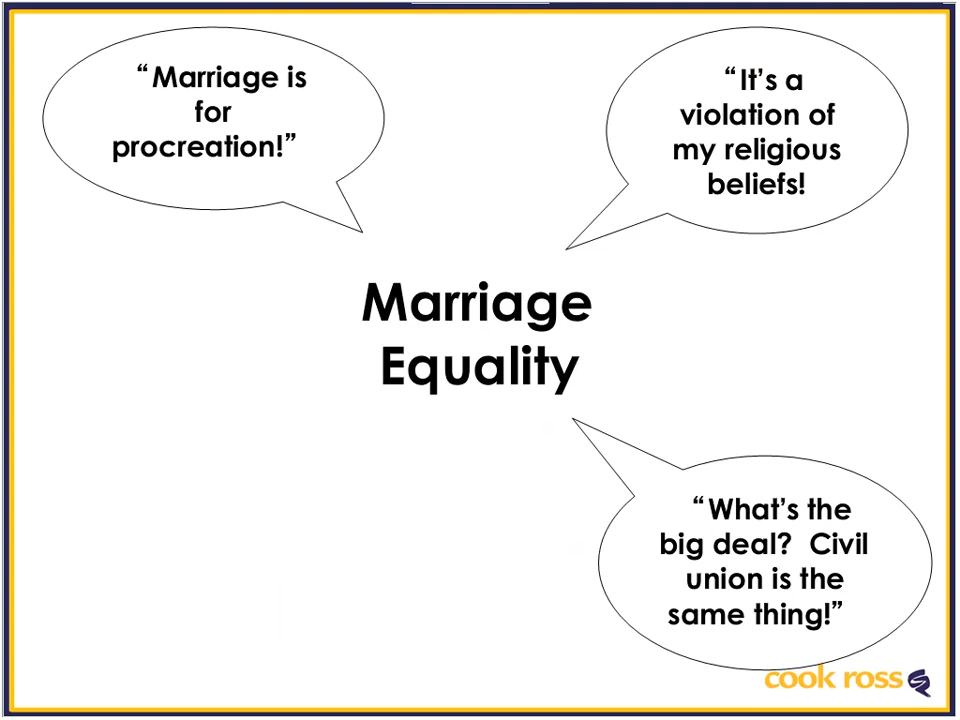 “Marriage is
for
procreation!”
“It’s a
violation of
my religious
beliefs!
Marriage
Equality
“What’s the
big deal?  Civil
union is the
same thing!”
cook ross